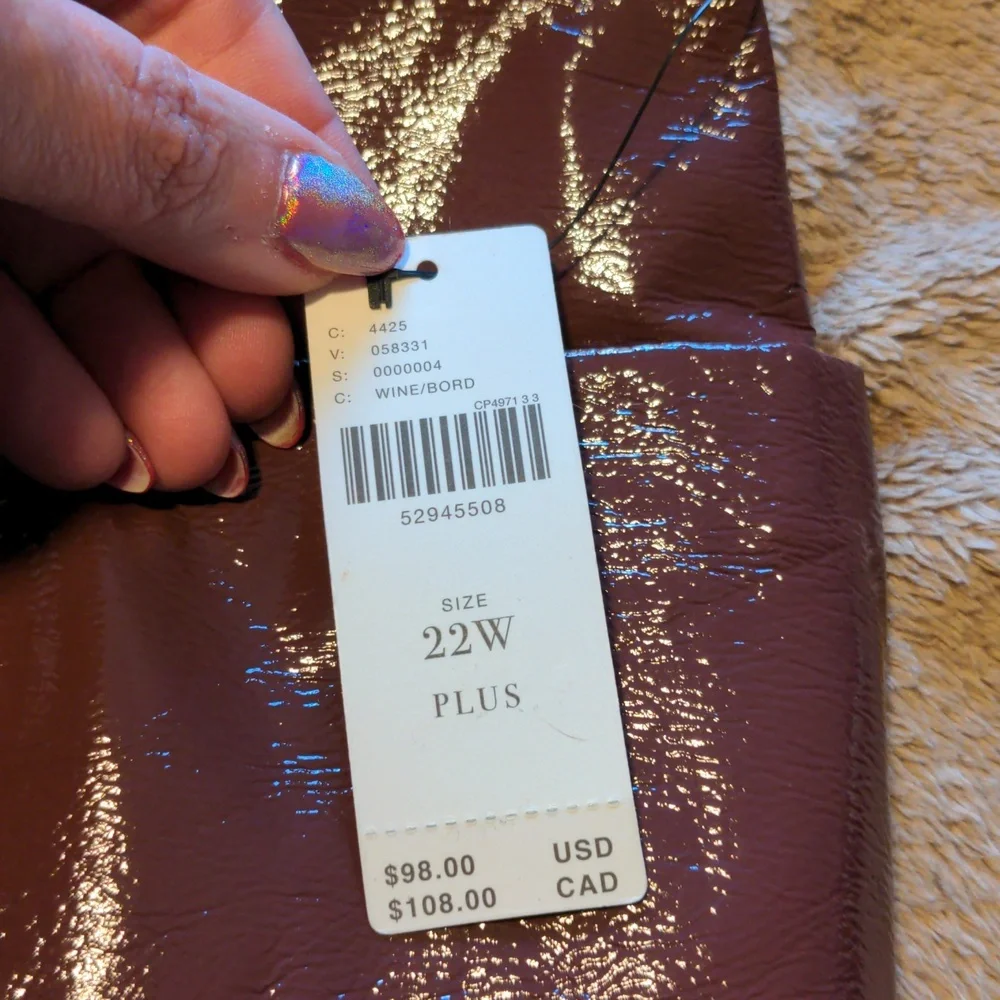 C: 4425
V: 058331
S: 0000004
C: WINE/BORD
CP4971 3 3
52945508
SIZE
22W
PLUS
$98.00 USD
$108.00 CAD